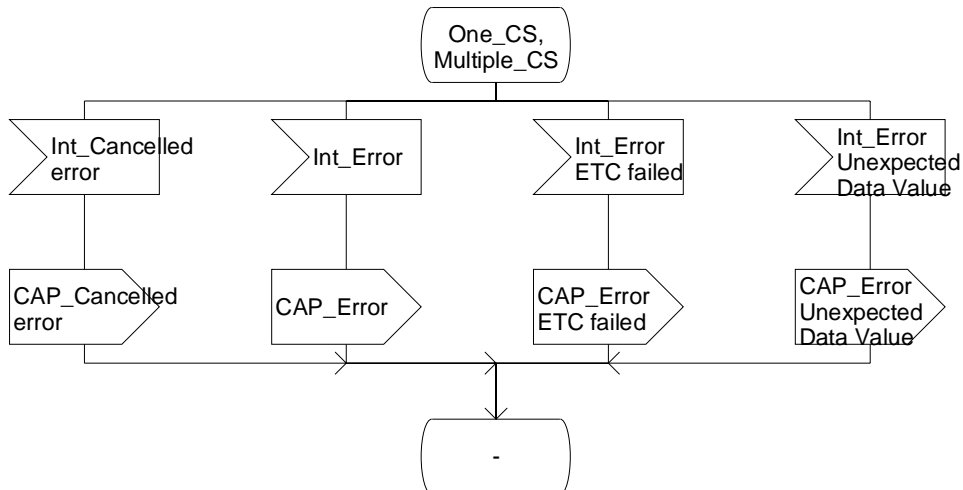 One_CS,
Multiple_CS
Int_Cancelled
error
Int_Error
Int_Error
ETC failed
Int_Error
Unexpected
Data Value
CAP_Cancelled
error
CAP_Error
CAP_Error
ETC failed
CAP_Error
Unexpected
Data Value
-